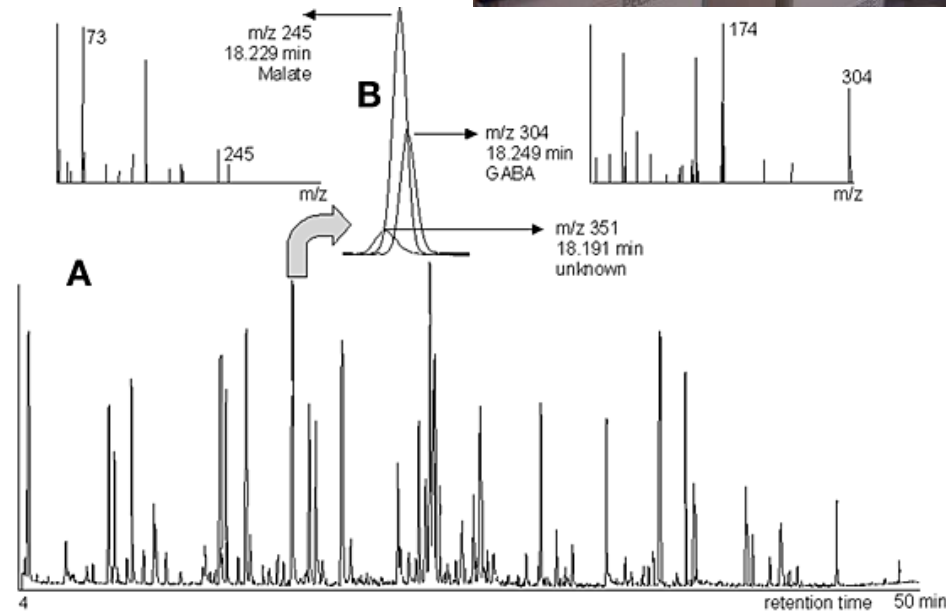 73
m/z 245
18.229 min
Malate
245
m/z
B
m/z 304
18.249 min
GABA
174
304
m/z
m/z 351
18.191 min
unknown
A
4
retention time
50 min